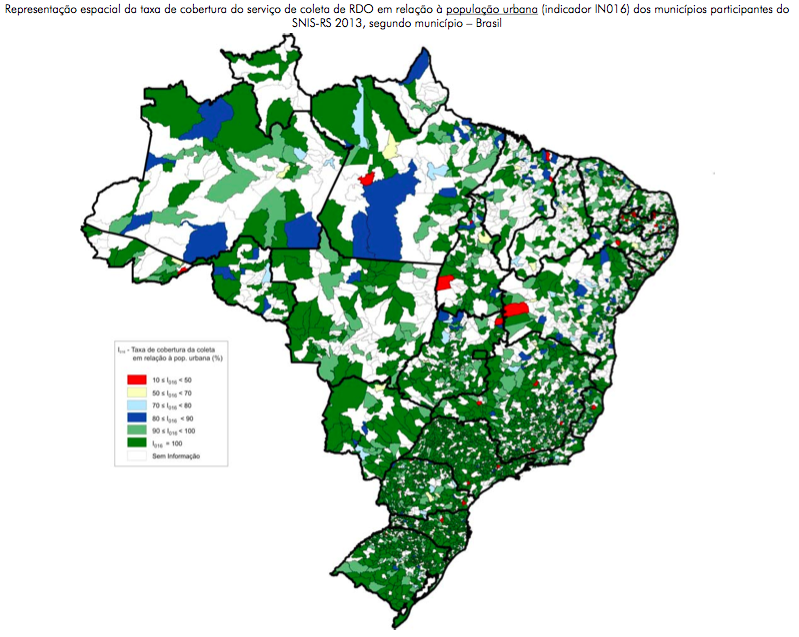 Representação espacial da taxa de cobertura do serviço de coleta de RDO em relação à população urbana (indicador IN016) dos municípios participantes do
SNIS-RS 2013, segundo município – Brasil
I016 - Taxa de cobertura da coleta
em relação à pop. urbana (%)
10 ≤ I016 < 50
50 ≤ I016 < 70
70 ≤ I016 < 80
80 ≤ I016 < 90
90 ≤ I016 < 100
I016 = 100
Sem Informação